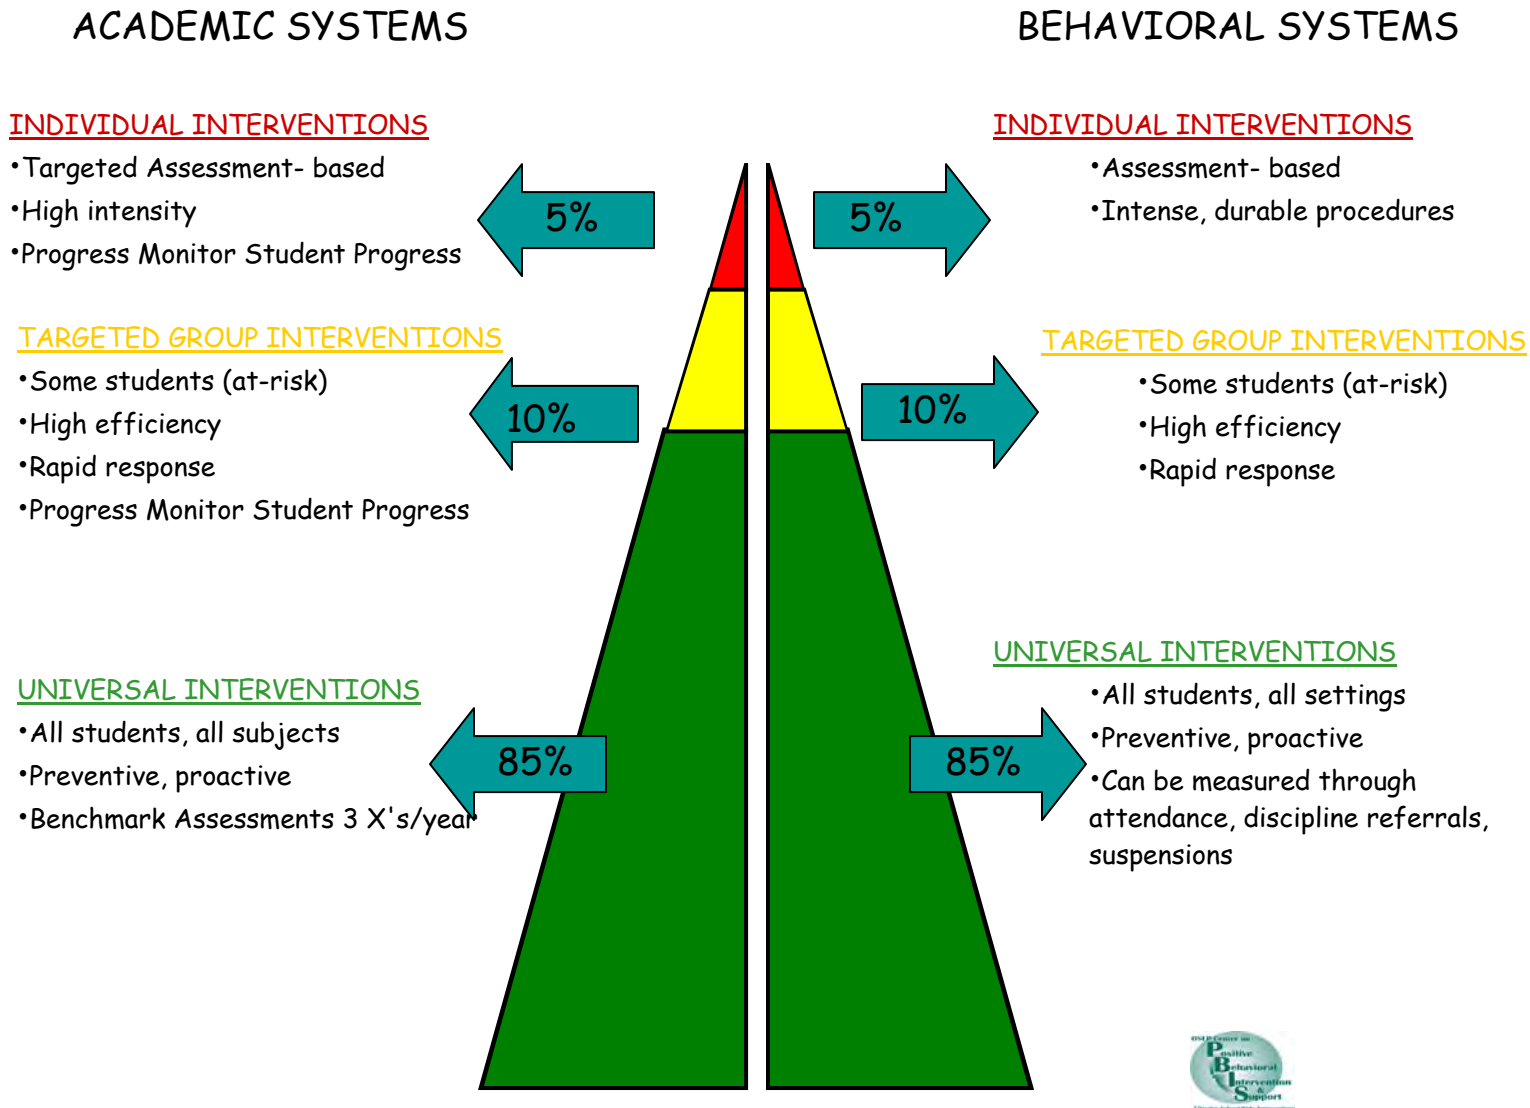 ACADEMIC SYSTEMS
BEHAVIORAL SYSTEMS
INDIVIDUAL INTERVENTIONS
•Targeted Assessment- based
•High intensity
•Progress Monitor Student Progress
5%
5%
INDIVIDUAL INTERVENTIONS
•Assessment- based
•Intense, durable procedures
TARGETED GROUP INTERVENTIONS
•Some students (at-risk)
•High efficiency
•Rapid response
•Progress Monitor Student Progress
10%
10%
TARGETED GROUP INTERVENTIONS
•Some students (at-risk)
•High efficiency
•Rapid response
UNIVERSAL INTERVENTIONS
•All students, all subjects
•Preventive, proactive
•Benchmark Assessments 3 X's/year
85%
85%
UNIVERSAL INTERVENTIONS
•All students, all settings
•Preventive, proactive
•Can be measured through
attendance, discipline referrals,
suspensions
OSEP Center on
Positive
Behavioral
Intervention
&
Support